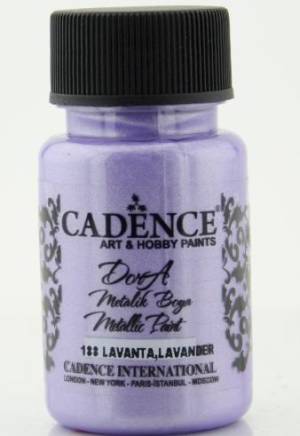 CADENCE
ART & HOBBY PAINTS
DorA
Metalik Boya
Metallic Paint
188 LAVANTA,LAVANDER
CADENCE INTERNATIONAL
LONDON - NEW YORK - PARIS-ISTANBUL - MOSCOW